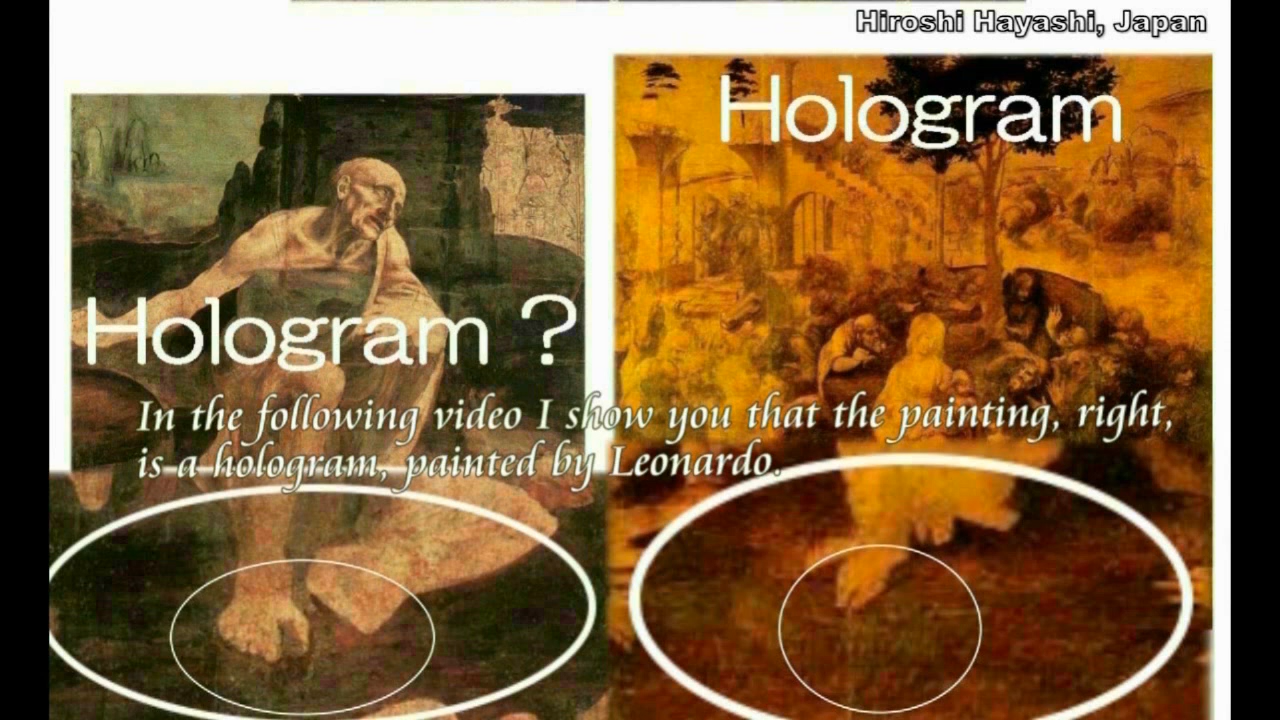 Hiroshi Hayashi, Japan
Hologram
Hologram ?
In the following video I show you that the painting, right,
is a hologram, painted by Leonardo.